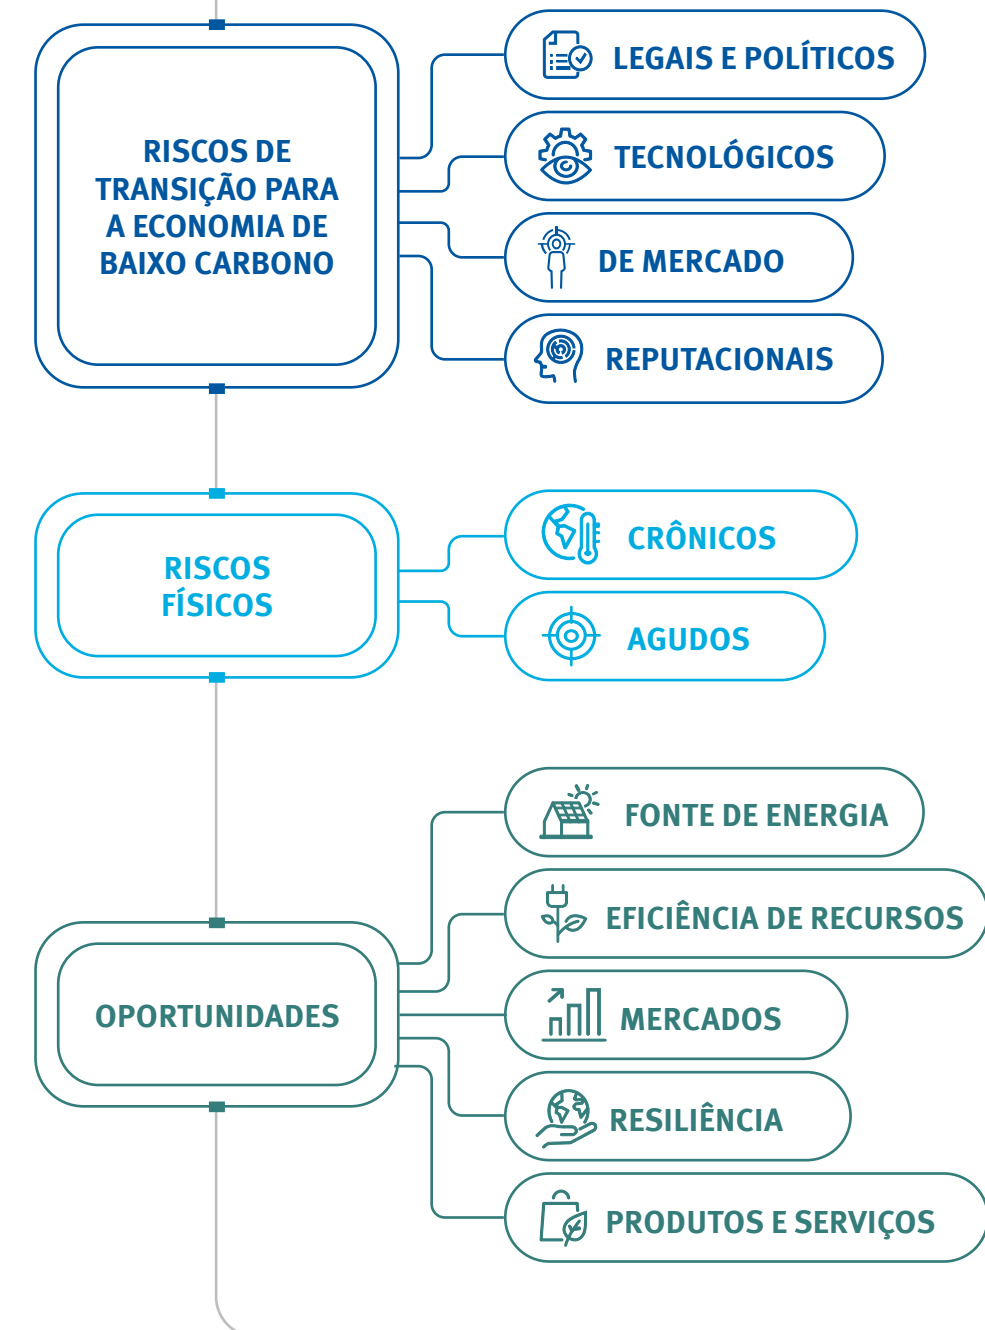 RISCOS DE
TRANSIÇÃO PARA
A ECONOMIA DE
BAIXO CARBONO
LEGAIS E POLÍTICOS
TECNOLÓGICOS
DE MERCADO
REPUTACIONAIS
RISCOS
FÍSICOS
CRÔNICOS
AGUDOS
OPORTUNIDADES
FONTE DE ENERGIA
EFICIÊNCIA DE RECURSOS
MERCADOS
RESILIÊNCIA
PRODUTOS E SERVIÇOS